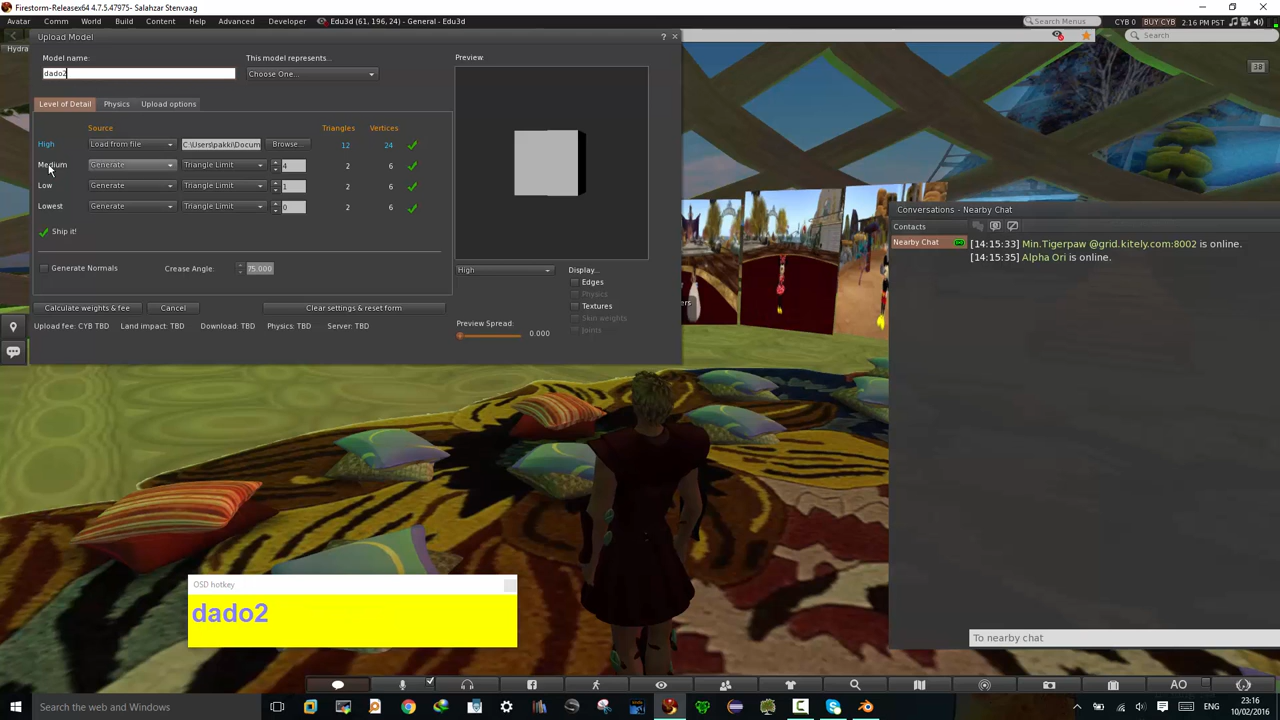 Firestorm-Releasex64 4.7.5.47975- Salahzar Stenvaag
Avatar Comm World Build Content Help Advanced Developer Edu3d (61, 196, 24) - General - Edu3d Search Menus CYB 0 BUY CYB 2.16 PM PST
Hydra
Search
38
Upload Model ?
Model name:
dado2
This model represents...
Choose One...
Preview:
Level of Detail Physics Upload options
Source Triangles Vertices
High Load from file C:\Users\pakki\Docum Browse... 12 24
Medium Generate Triangle Limit 4 2 6
Low Generate Triangle Limit 1 2 6
Lowest Generate Triangle Limit 0 2 6
Ship it!
Generate Normals Crease Angle: 75.000
Calculate weights & fee Cancel Clear settings & reset form
Upload fee: CYB TBD Land impact: TBD Download: TBD Physics: TBD Server: TBD
High
Display...
Edges
Physics
Textures
Skin weights
Joints
Preview Spread: 0.000
ers
Conversations - Nearby Chat
Contacts
Nearby Chat
[14:15:33] Min.Tigerpaw @grid.kitely.com:8002 is online.
[14:15:35] Alpha Ori is online.
To nearby chat
OSD hotkey
dado2
AO
Search the web and Windows
ENG
23:16
10/02/2016